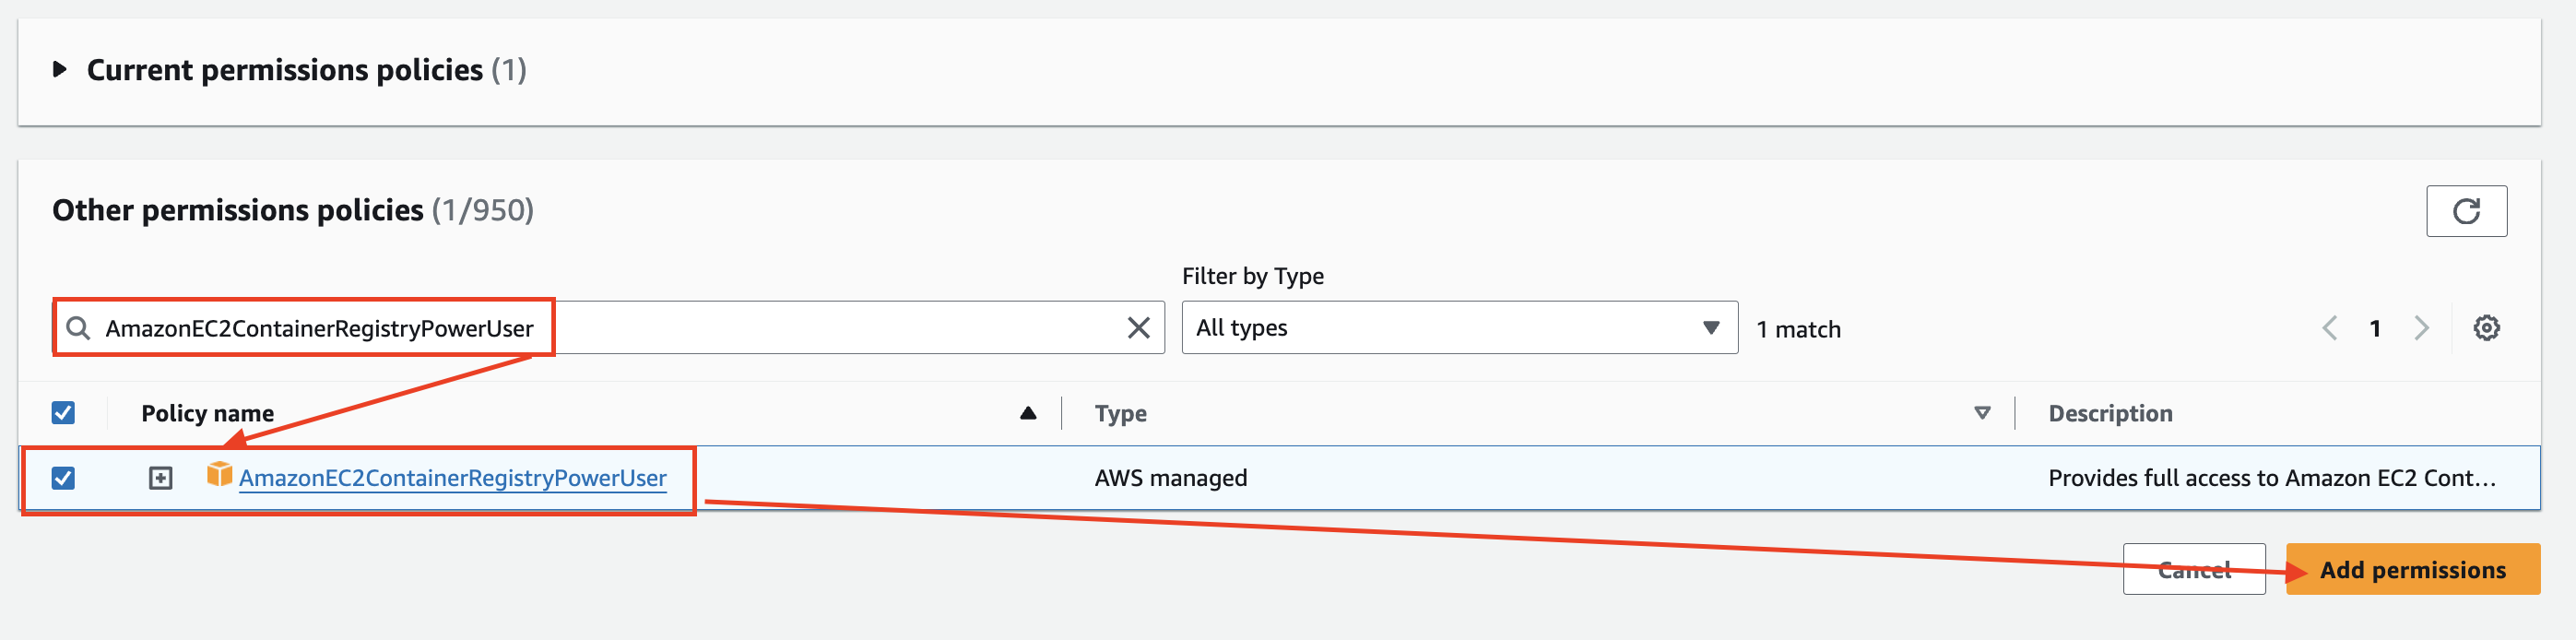 Current permissions policies (1)
Other permissions policies (1/950)
Filter by Type
AmazonEC2ContainerRegistryPowerUser
All types
1 match
1
Policy name
Type
Description
AmazonEC2ContainerRegistryPowerUser
AWS managed
Provides full access to Amazon EC2 Cont...
Cancel
Add permissions